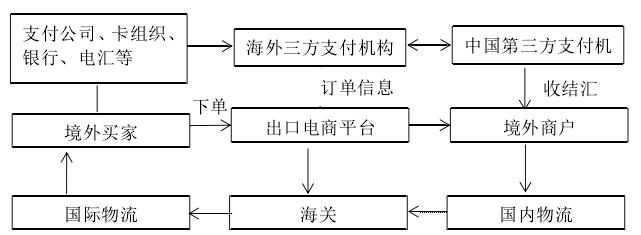 支付公司、卡组织、
银行、电汇等
海外三方支付机构
中国第三方支付机
订单信息
收结汇
下单
境外买家
出口电商平台
境外商户
国际物流
海关
国内物流